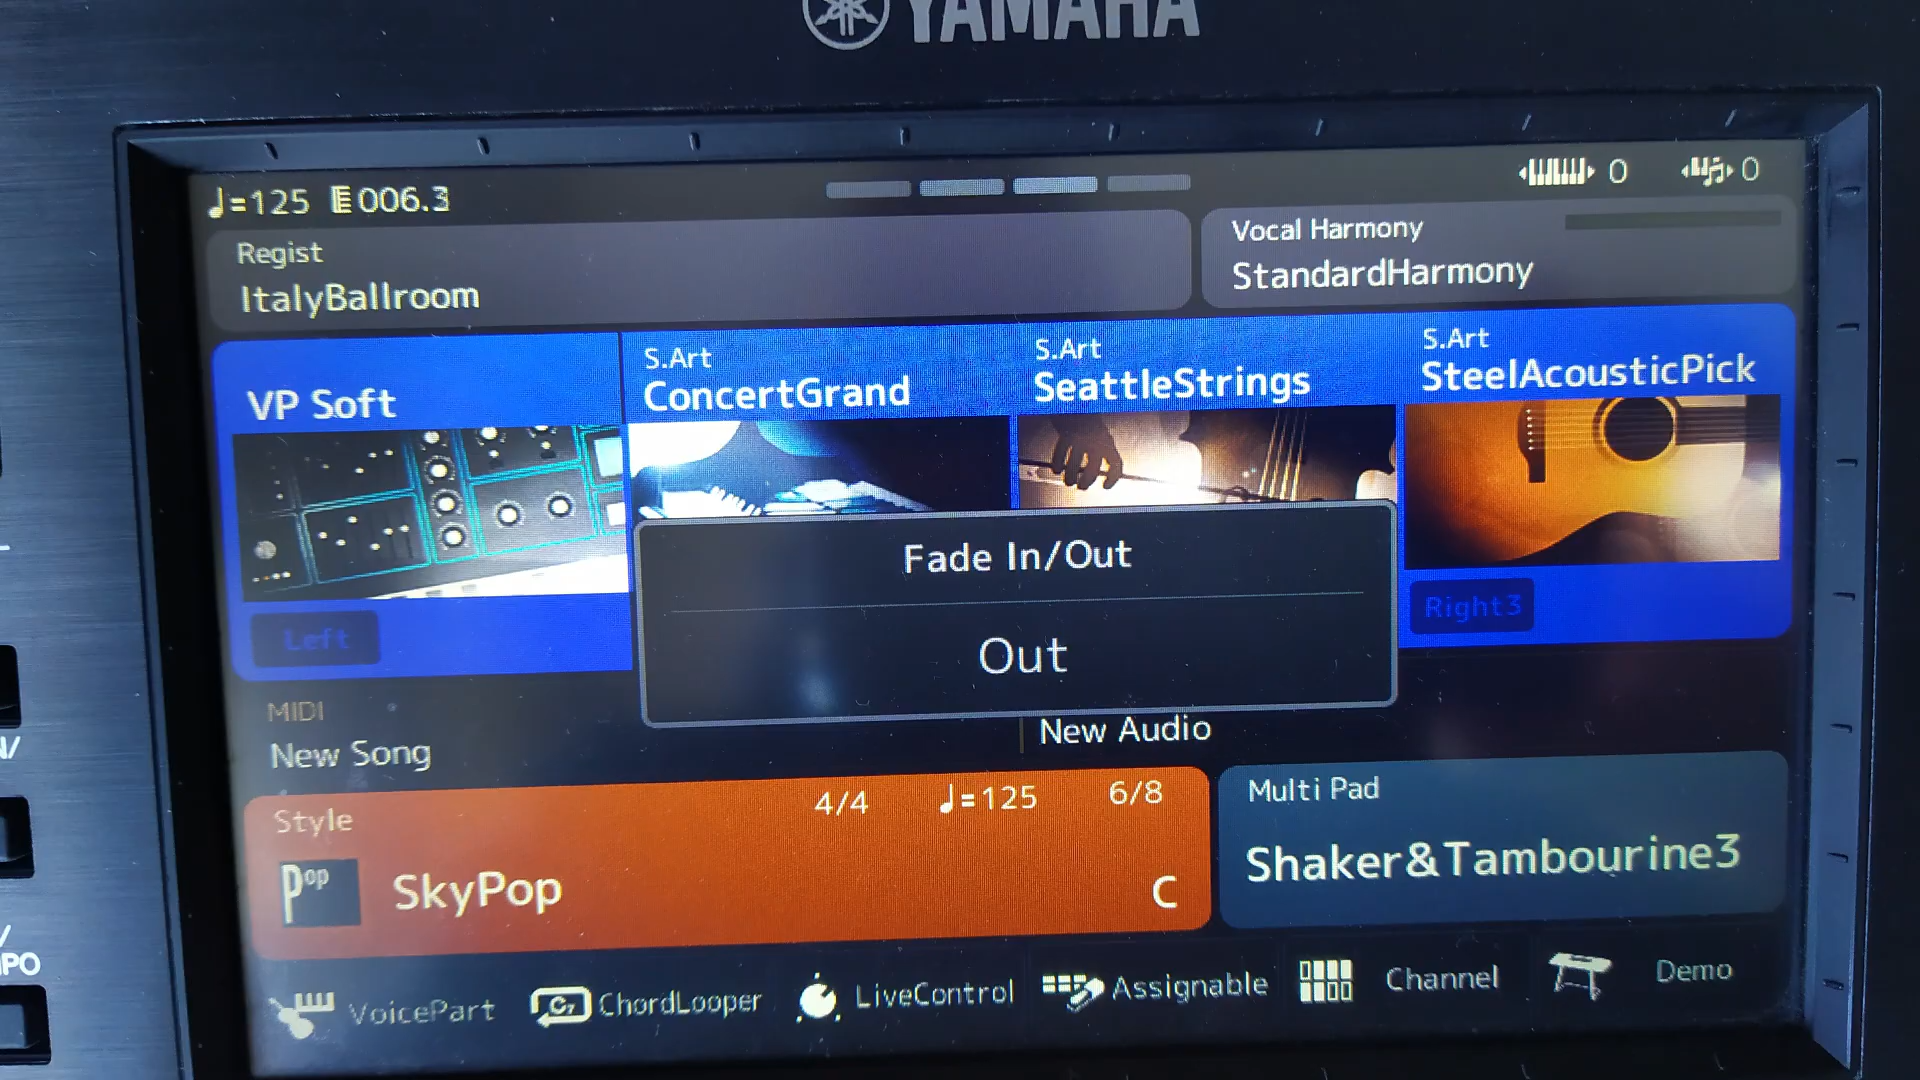 YAMAHA
♩=125 E006.3
0 0
Regist
ItalyBallroom
Vocal Harmony
StandardHarmony
VP Soft
Left
S.Art
ConcertGrand
S.Art
SeattleStrings
S.Art
SteelAcousticPick
Right3
Fade In/Out
Out
MIDI
New Song
New Audio
Style
4/4 ♩=125 6/8
Pop
SkyPop
C
Multi Pad
Shaker&Tambourine3
VoicePart
C7 ChordLooper
LiveControl
Assignable
Channel
Demo